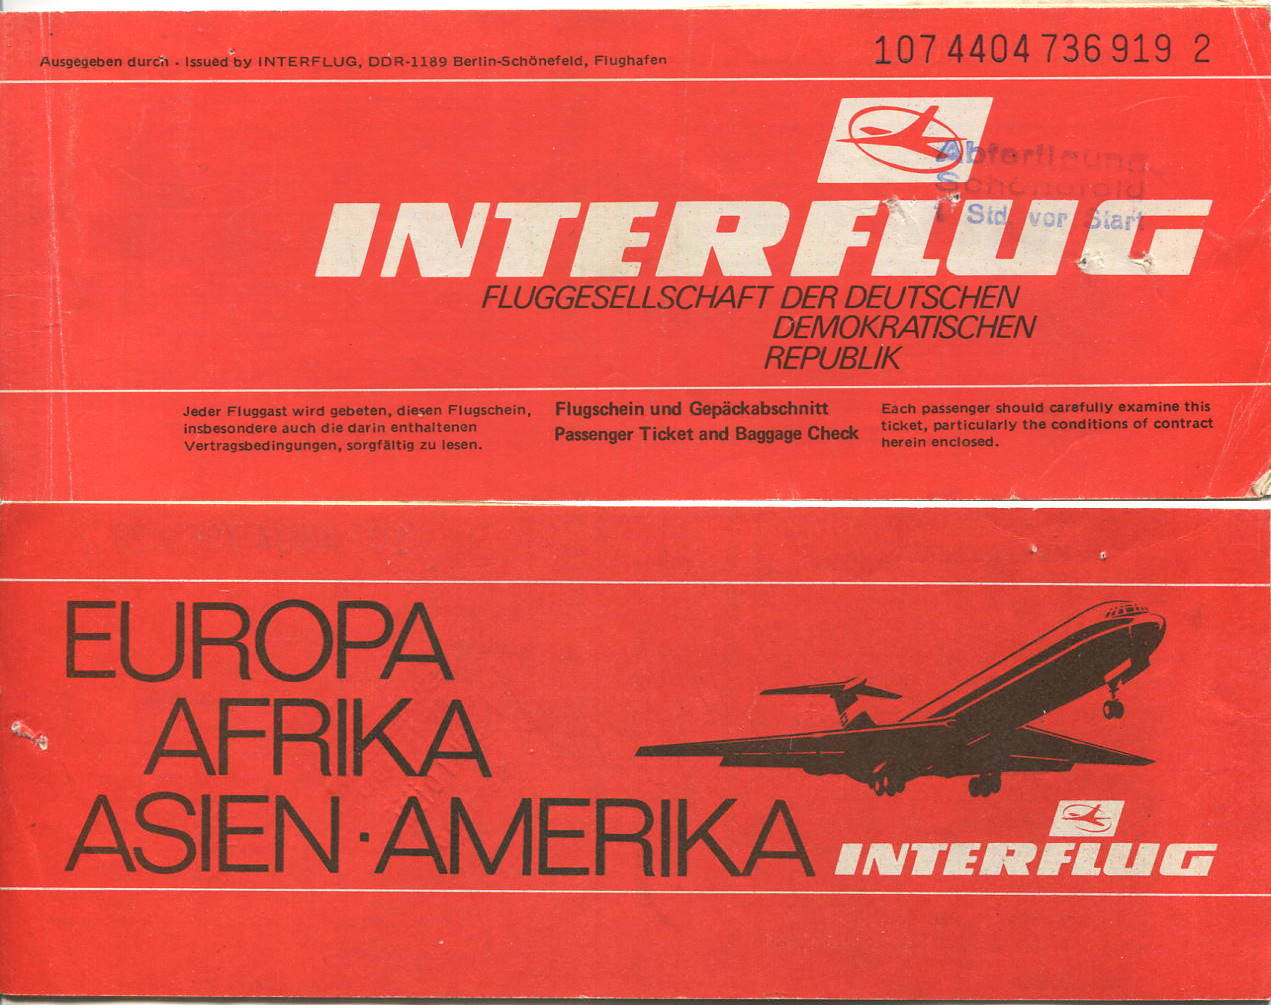 Ausgegeben durch · Issued by INTERFLUG, DDR-1189 Berlin-Schönefeld, Flughafen
107 4404 736 919 2
Abfertigung
Schönefeld
1 Std. vor Start
INTERFLUG
FLUGGESELLSCHAFT DER DEUTSCHEN
DEMOKRATISCHEN
REPUBLIK
Jeder Fluggast wird gebeten, diesen Flugschein,
insbesondere auch die darin enthaltenen
Vertragsbedingungen, sorgfältig zu lesen.
Flugschein und Gepäckabschnitt
Passenger Ticket and Baggage Check
Each passenger should carefully examine this
ticket, particularly the conditions of contract
herein enclosed.
EUROPA
AFRIKA
ASIEN · AMERIKA
INTERFLUG